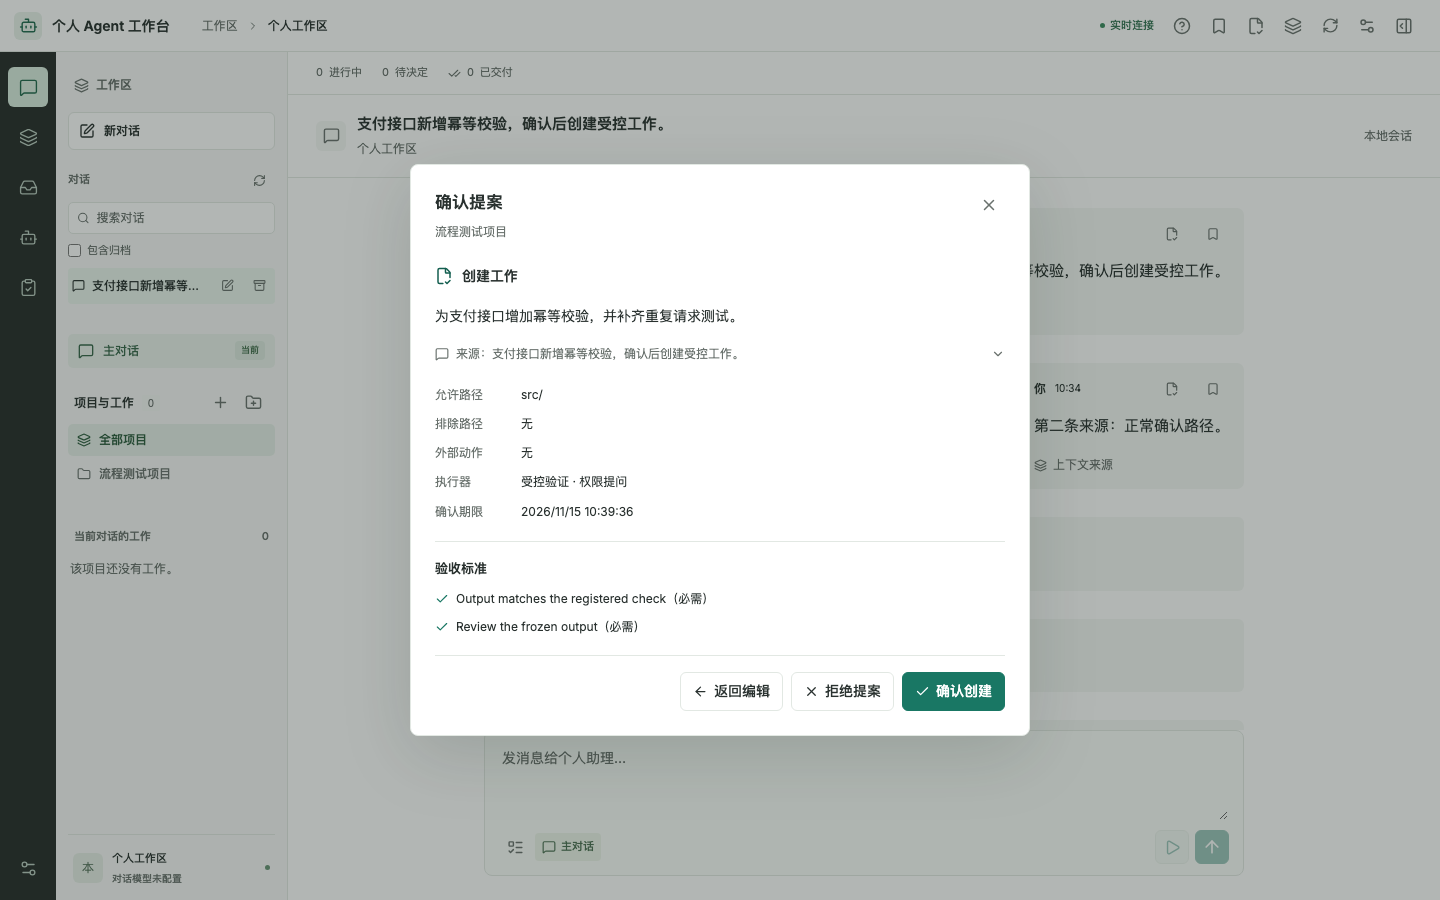 个人 Agent 工作台
工作区 > 个人工作区
实时连接
工作区
0 进行中 0 待决定 0 已交付
新对话
支付接口新增幂等校验，确认后创建受控工作。
个人工作区
本地会话
对话
搜索对话
包含归档
支付接口新增幂等...
主对话 当前
项目与工作 0
全部项目
流程测试项目
当前对话的工作 0
该项目还没有工作。
本
个人工作区
对话模型未配置
校验，确认后创建受控工作。
你 10:34
第二条来源：正常确认路径。
上下文来源
确认提案
流程测试项目
创建工作
为支付接口增加幂等校验，并补齐重复请求测试。
来源：支付接口新增幂等校验，确认后创建受控工作。
允许路径 src/
排除路径 无
外部动作 无
执行器 受控验证 · 权限提问
确认期限 2026/11/15 10:39:36
验收标准
Output matches the registered check（必需）
Review the frozen output（必需）
返回编辑 拒绝提案 确认创建
发消息给个人助理...
主对话